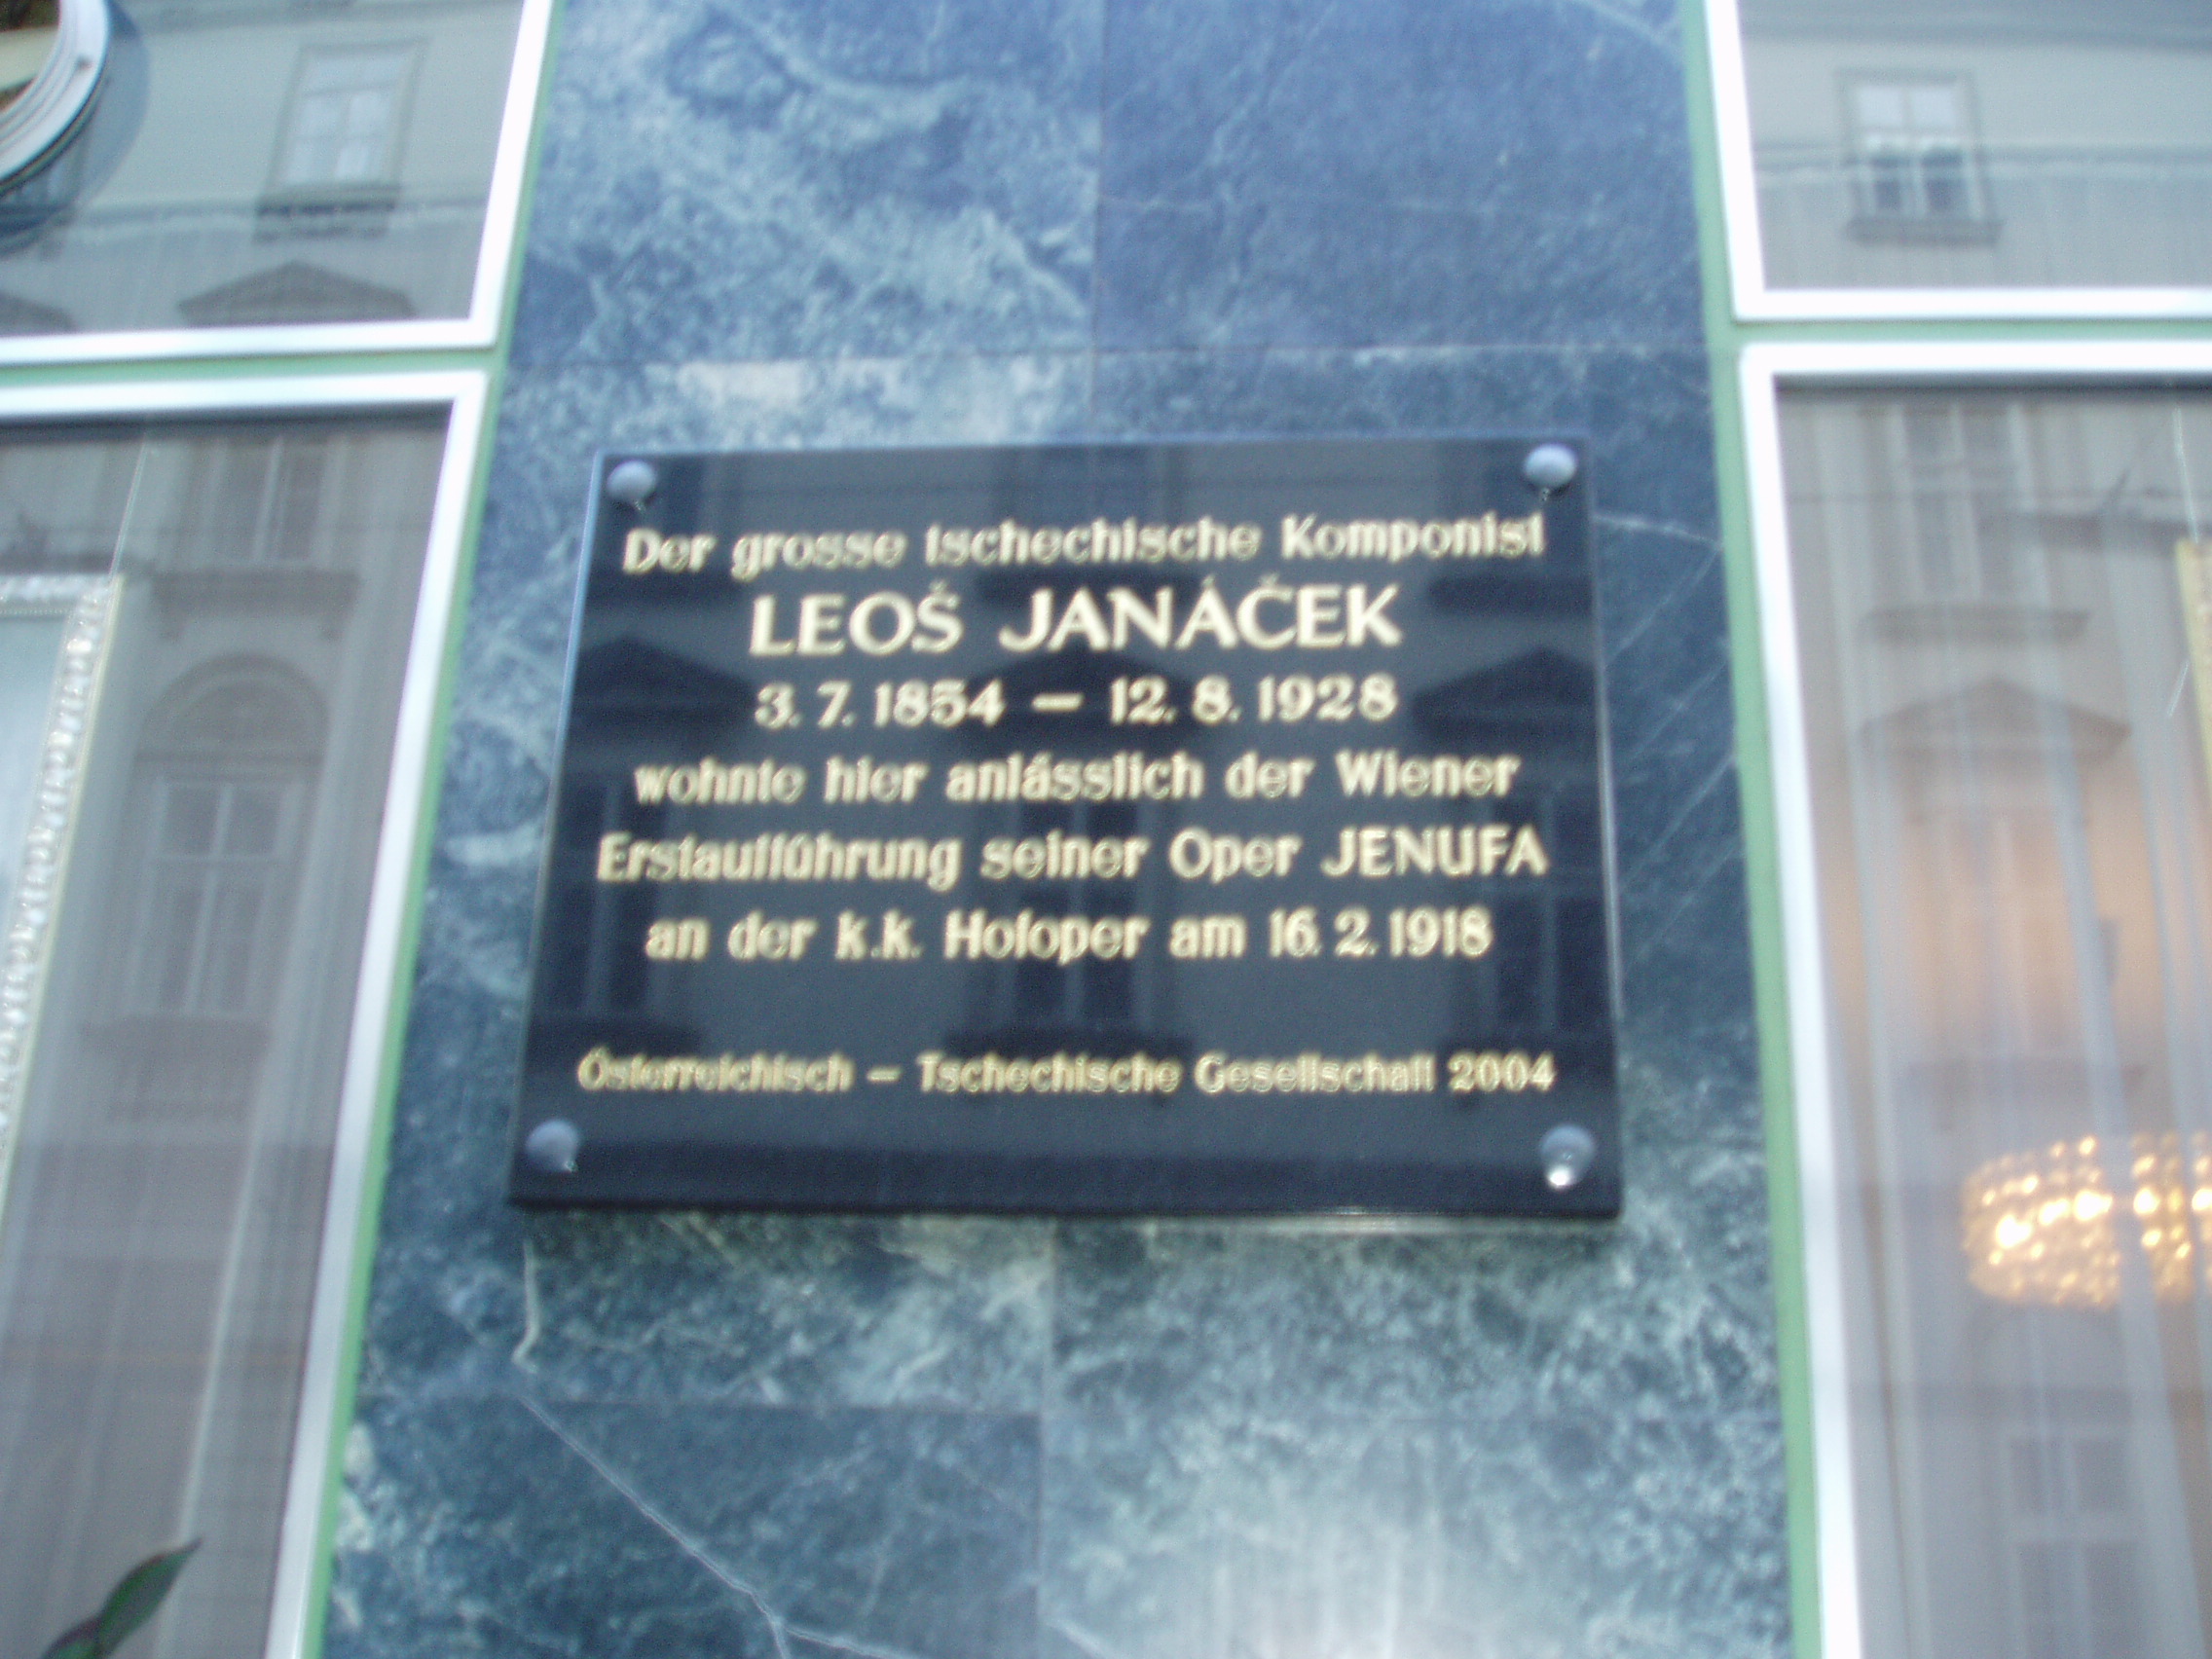 Der grosse tschechische Komponist
LEOŠ JANÁČEK
3. 7. 1854 – 12. 8. 1928
wohnte hier anlässlich der Wiener
Erstaufführung seiner Oper JENUFA
an der k.k. Hofoper am 16. 2. 1918
Österreichisch – Tschechische Gesellschaft 2004